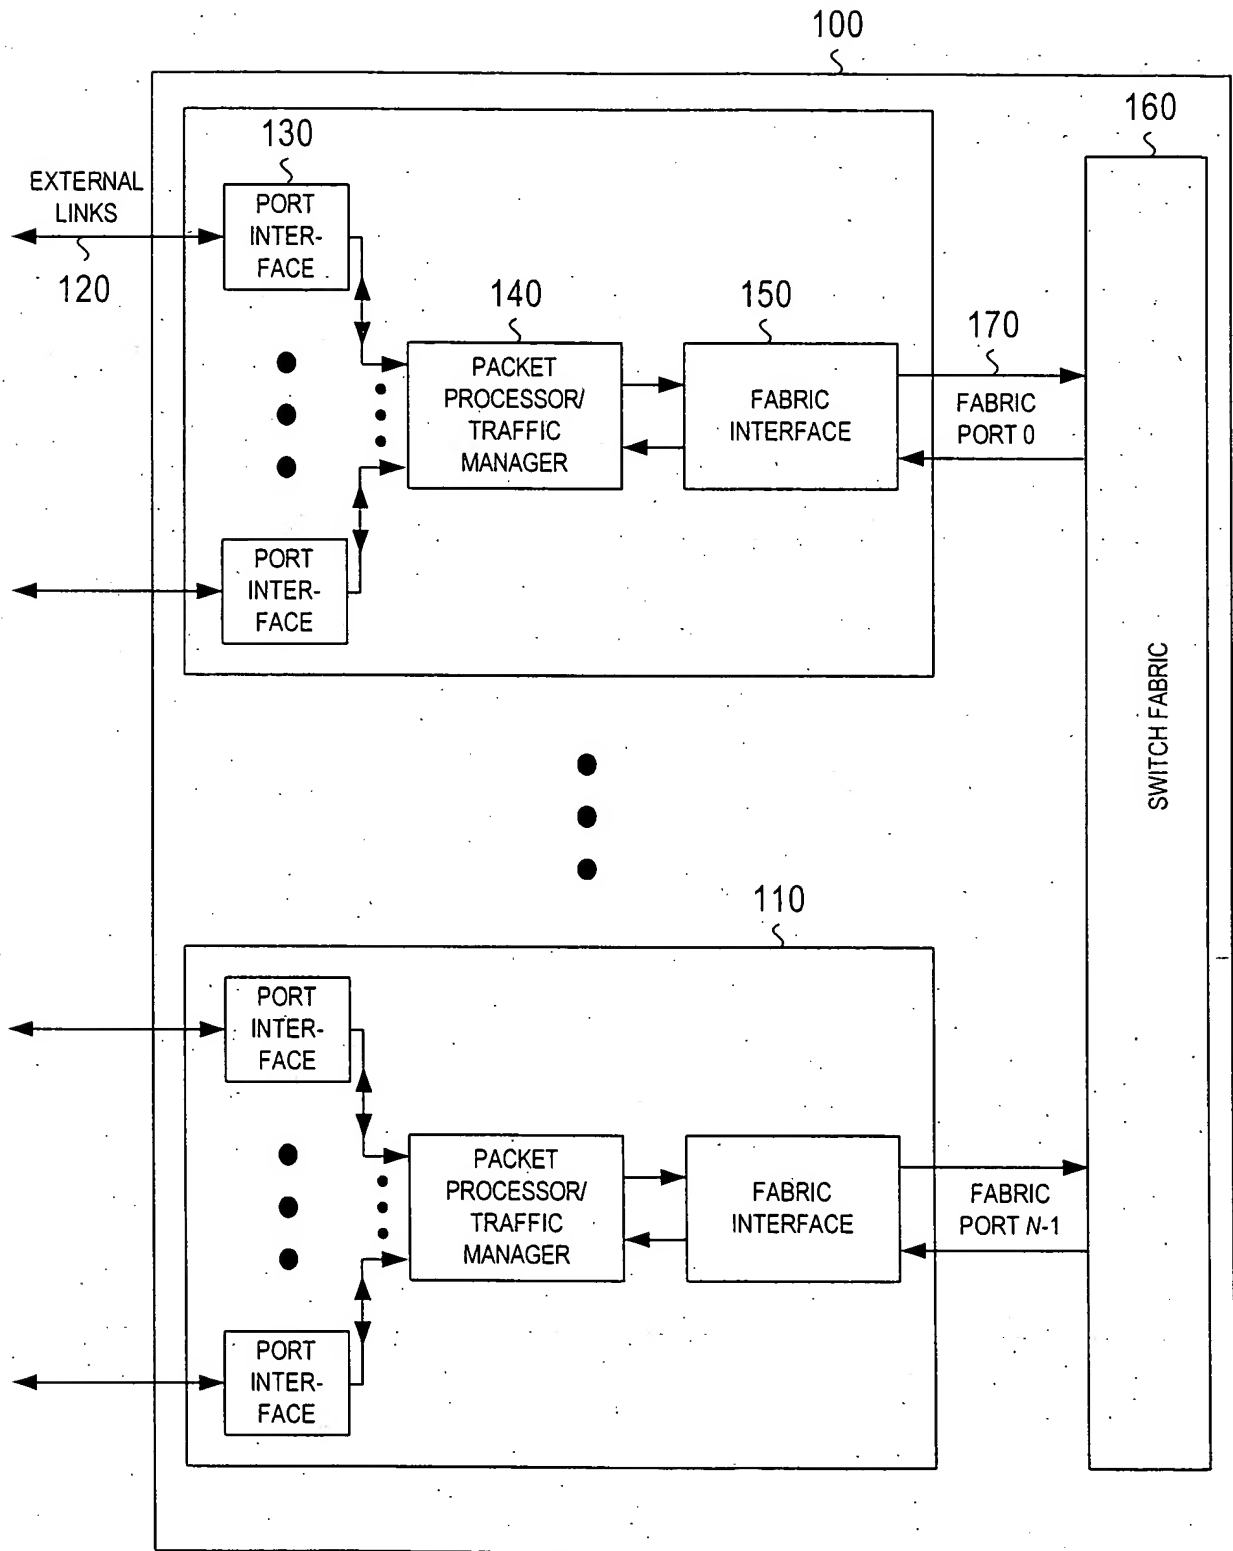 100
160
130
EXTERNAL
LINKS
120
PORT
INTER-
FACE
140
150
170
PACKET
PROCESSOR/
TRAFFIC
MANAGER
FABRIC
INTERFACE
FABRIC
PORT 0
PORT
INTER-
FACE
SWITCH FABRIC
110
PORT
INTER-
FACE
PACKET
PROCESSOR/
TRAFFIC
MANAGER
FABRIC
INTERFACE
FABRIC
PORT N-1
PORT
INTER-
FACE